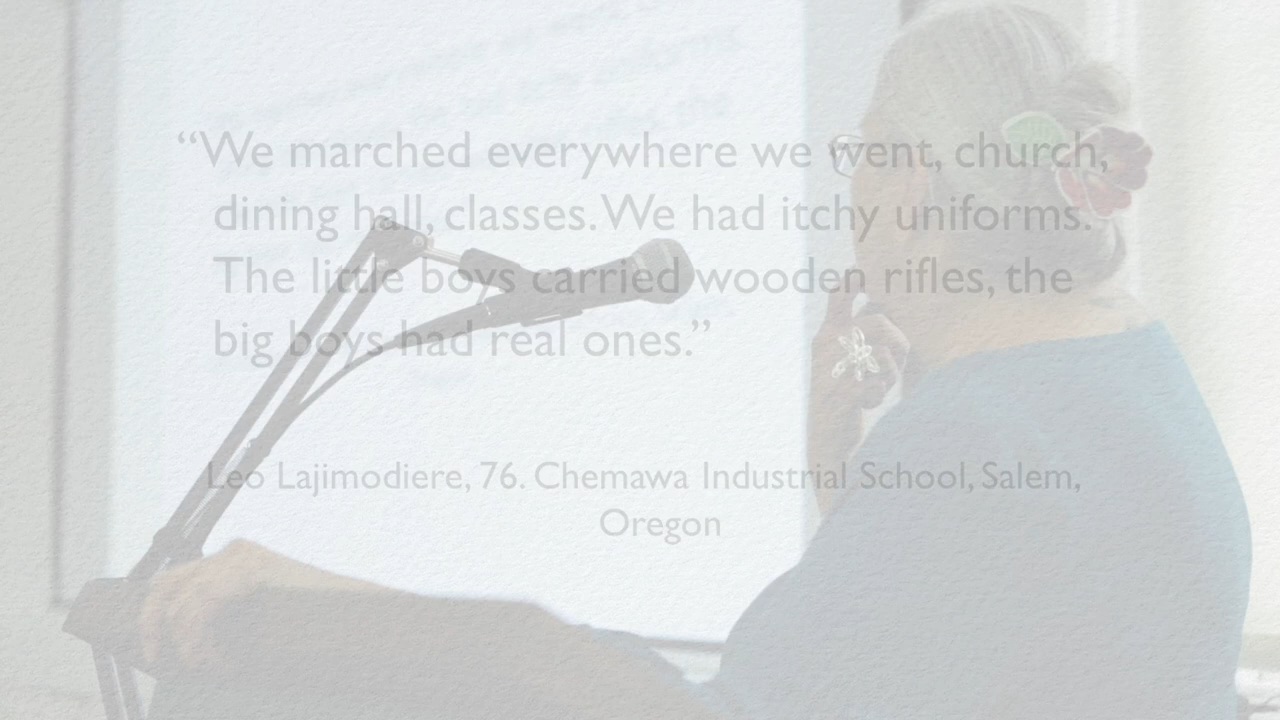 “We marched everywhere we went, church,
dining hall, classes. We had itchy uniforms.
The little boys carried wooden rifles, the
big boys had real ones.”
Leo Lajimodiere, 76. Chemawa Industrial School, Salem,
Oregon